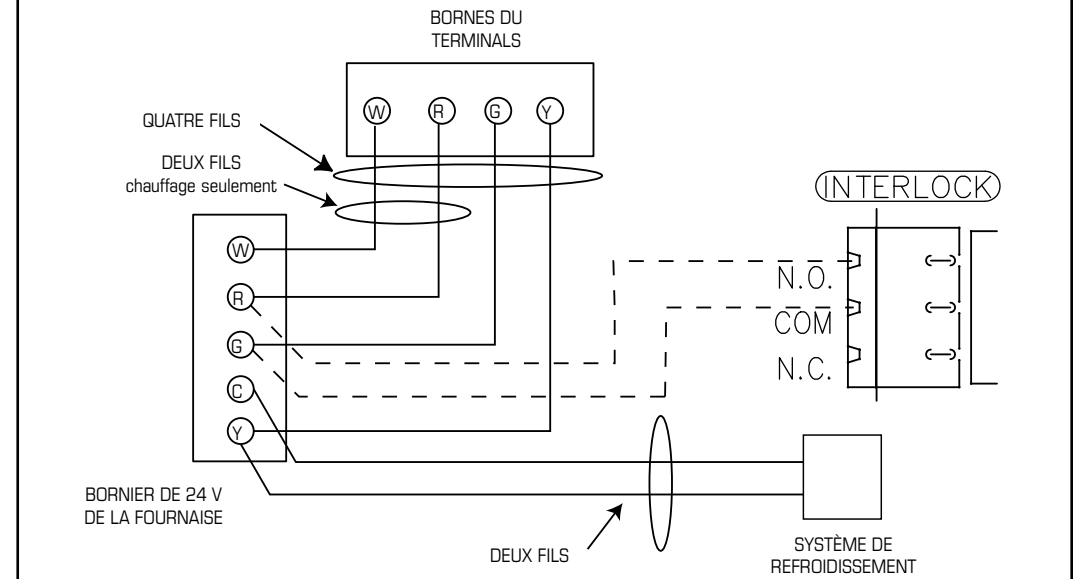 BORNES DU
TERMINALS
W R G Y
QUATRE FILS
DEUX FILS
chauffage seulement
INTERLOCK
W
R
G
C
Y
N.O.
COM
N.C.
BORNIER DE 24 V
DE LA FOURNAISE
DEUX FILS
SYSTÈME DE
REFROIDISSEMENT